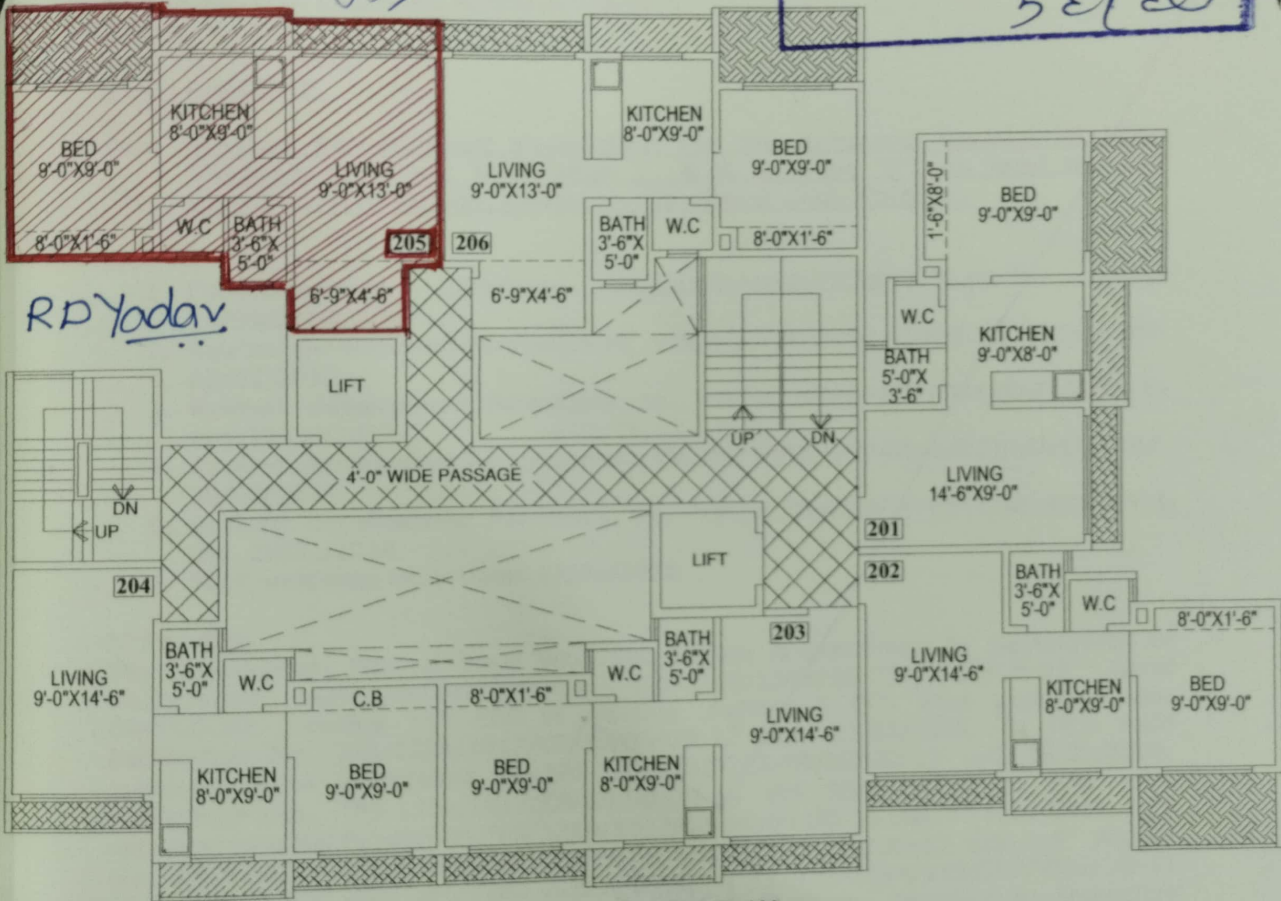 KITCHEN
8'-0"X9'-0"
BED
9'-0"X9'-0"
LIVING
9'-0"X13'-0"
W.C
BATH
3'-6"X
5'-0"
8'-0"X1'-6"
205
6'-9"X4'-6"
206
LIVING
9'-0"X13'-0"
KITCHEN
8'-0"X9'-0"
BED
9'-0"X9'-0"
BATH
3'-6"X
5'-0"
W.C
8'-0"X1'-6"
6'-9"X4'-6"
1'-6"X8'-0"
BED
9'-0"X9'-0"
W.C
KITCHEN
9'-0"X8'-0"
BATH
5'-0"X
3'-6"
LIVING
14'-6"X9'-0"
201
RD Yadav
LIFT
UP
DN
4'-0" WIDE PASSAGE
DN
UP
LIFT
204
LIVING
9'-0"X14'-6"
BATH
3'-6"X
5'-0"
W.C
C.B
KITCHEN
8'-0"X9'-0"
BED
9'-0"X9'-0"
8'-0"X1'-6"
BED
9'-0"X9'-0"
W.C
BATH
3'-6"X
5'-0"
203
KITCHEN
8'-0"X9'-0"
LIVING
9'-0"X14'-6"
202
BATH
3'-6"X
5'-0"
W.C
8'-0"X1'-6"
LIVING
9'-0"X14'-6"
KITCHEN
8'-0"X9'-0"
BED
9'-0"X9'-0"